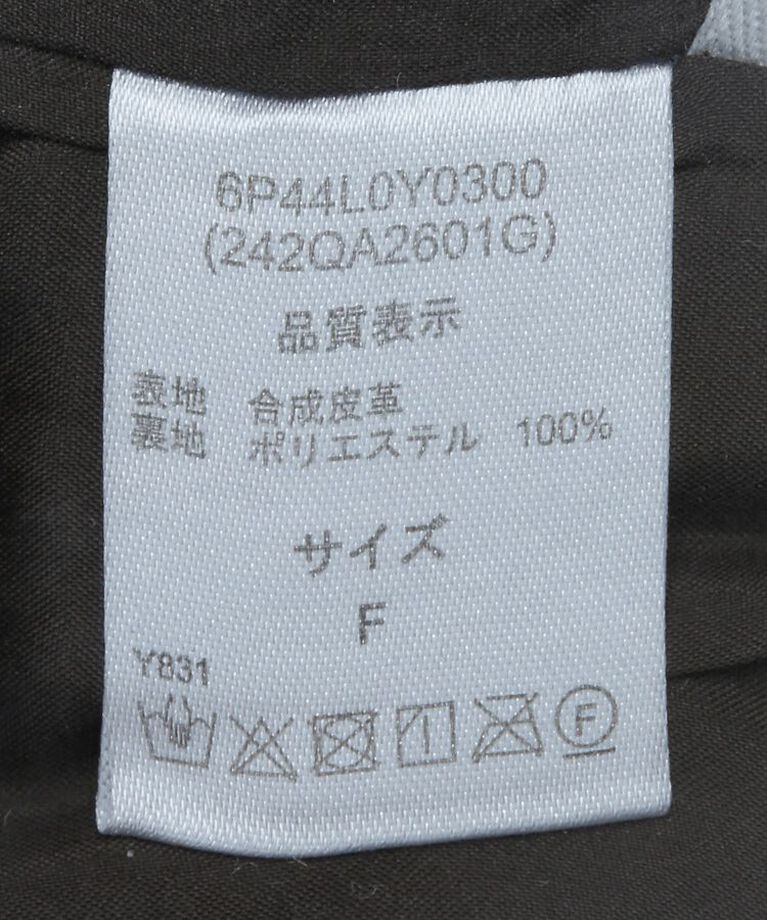 6P44L0Y0300
(242QA2601G)
品質表示
表地 合成皮革
裏地 ポリエステル 100%
サイズ
F
Y831
F